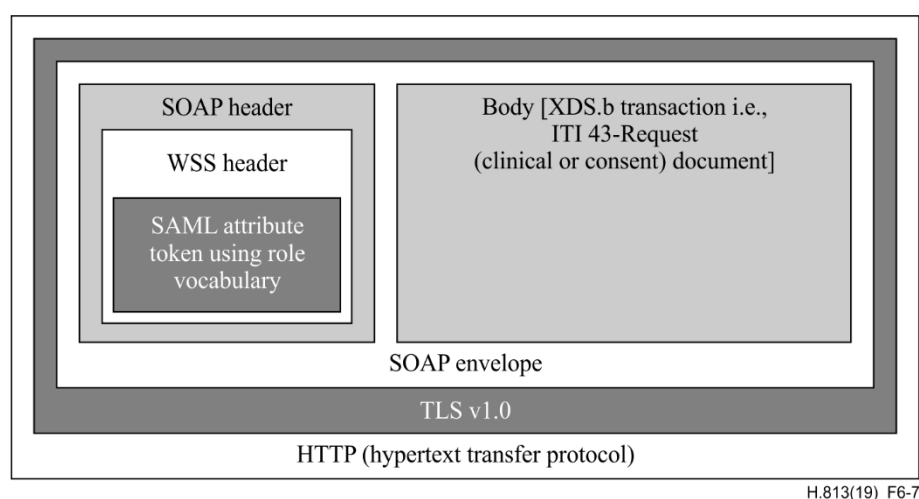 SOAP header
WSS header
SAML attribute
token using role
vocabulary
Body [XDS.b transaction i.e.,
ITI 43-Request
(clinical or consent) document]
SOAP envelope
TLS v1.0
HTTP (hypertext transfer protocol)
H.813(19)_F6-7